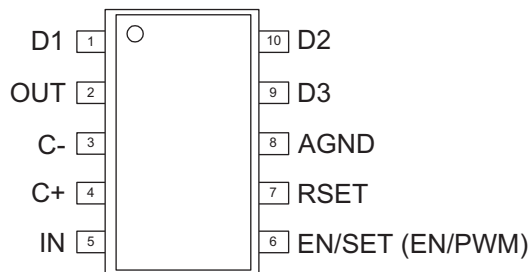 D1 1 10 D2
OUT 2 9 D3
C- 3 8 AGND
C+ 4 7 RSET
IN 5 6 EN/SET (EN/PWM)